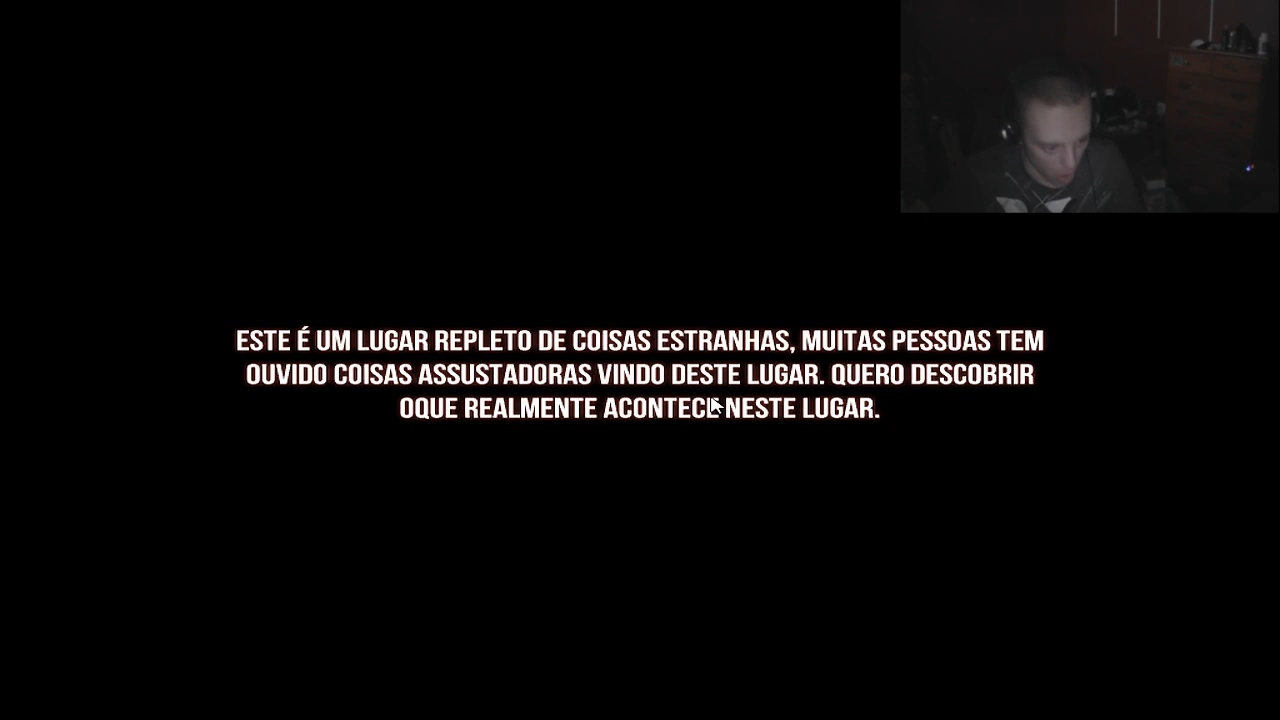 ESTE É UM LUGAR REPLETO DE COISAS ESTRANHAS, MUITAS PESSOAS TEM
OUVIDO COISAS ASSUSTADORAS VINDO DESTE LUGAR. QUERO DESCOBRIR
OQUE REALMENTE ACONTECE NESTE LUGAR.